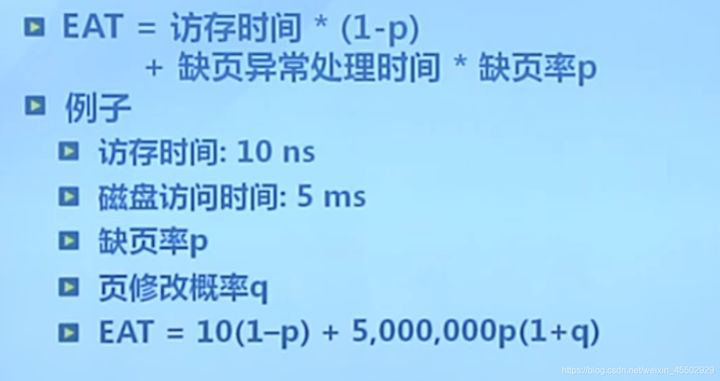 EAT = 访存时间 * (1-p)
+ 缺页异常处理时间 * 缺页率p
例子
访存时间: 10 ns
磁盘访问时间: 5 ms
缺页率p
页修改概率q
EAT = 10(1–p) + 5,000,000p(1+q)
https://blog.csdn.net/weixin_45502929